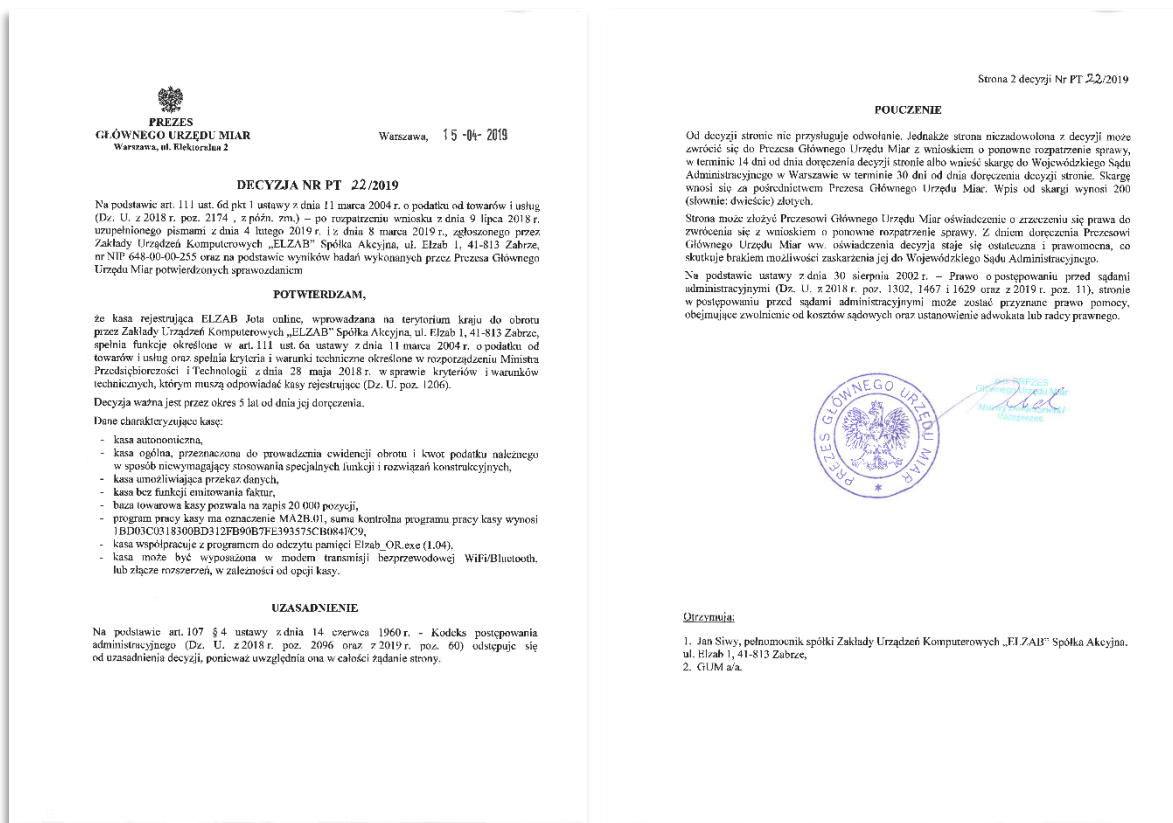 PREZES
GŁÓWNEGO URZĘDU MIAR
Warszawa, ul. Elektoralna 2
Warszawa, 15 -04- 2019
DECYZJA NR PT 22/2019
Na podstawie art. 111 ust. 6d pkt 1 ustawy z dnia 11 marca 2004 r. o podatku od towarów i usług
(Dz. U. z 2018 r. poz. 2174 , z późn. zm.) – po rozpatrzeniu wniosku z dnia 9 lipca 2018 r.
uzupełnionego pismami z dnia 4 lutego 2019 r. i z dnia 8 marca 2019 r., zgłoszonego przez
Zakłady Urządzeń Komputerowych „ELZAB” Spółka Akcyjna, ul. Elzab 1, 41-813 Zabrze,
nr NIP 648-00-00-255 oraz na podstawie wyników badań wykonanych przez Prezesa Głównego
Urzędu Miar potwierdzonych sprawozdaniem
POTWIERDZAM,
że kasa rejestrująca ELZAB Jota online, wprowadzana na terytorium kraju do obrotu
przez Zakłady Urządzeń Komputerowych „ELZAB” Spółka Akcyjna, ul. Elzab 1, 41-813 Zabrze,
spełnia funkcje określone w art. 111 ust. 6a ustawy z dnia 11 marca 2004 r. o podatku od
towarów i usług oraz spełnia kryteria i warunki techniczne określone w rozporządzeniu Ministra
Przedsiębiorczości i Technologii z dnia 28 maja 2018 r. w sprawie kryteriów i warunków
technicznych, którym muszą odpowiadać kasy rejestrujące (Dz. U. poz. 1206).
Decyzja ważna jest przez okres 5 lat od dnia jej doręczenia.
Dane charakteryzujące kasę:
- kasa autonomiczna,
- kasa ogólna, przeznaczona do prowadzenia ewidencji obrotu i kwot podatku należnego
w sposób niewymagający stosowania specjalnych funkcji i rozwiązań konstrukcyjnych,
- kasa umożliwiająca przekaz danych,
- kasa bez funkcji emitowania faktur,
- baza towarowa kasy pozwala na zapis 20 000 pozycji,
- program pracy kasy ma oznaczenie MA2B.01, suma kontrolna programu pracy kasy wynosi
1BD03C0318300BD312FB90B7FE393575CB084FC9,
- kasa współpracuje z programem do odczytu pamięci Elzab_OR.exe (1.04),
- kasa może być wyposażona w modem transmisji bezprzewodowej WiFi/Bluetooth,
lub złącze rozszerzeń, w zależności od opcji kasy.
UZASADNIENIE
Na podstawie art. 107 § 4 ustawy z dnia 14 czerwca 1960 r. - Kodeks postępowania
administracyjnego (Dz. U. z 2018 r. poz. 2096 oraz z 2019 r. poz. 60) odstępuje się
od uzasadnienia decyzji, ponieważ uwzględnia ona w całości żądanie strony.
Strona 2 decyzji Nr PT 22/2019
POUCZENIE
Od decyzji stronie nie przysługuje odwołanie. Jednakże strona niezadowolona z decyzji może
zwrócić się do Prezesa Głównego Urzędu Miar z wnioskiem o ponowne rozpatrzenie sprawy,
w terminie 14 dni od dnia doręczenia decyzji stronie albo wnieść skargę do Wojewódzkiego Sądu
Administracyjnego w Warszawie w terminie 30 dni od dnia doręczenia decyzji stronie. Skargę
wnosi się za pośrednictwem Prezesa Głównego Urzędu Miar. Wpis od skargi wynosi 200
(słownie: dwieście) złotych.
Strona może złożyć Prezesowi Głównego Urzędu Miar oświadczenie o zrzeczeniu się prawa do
zwrócenia się z wnioskiem o ponowne rozpatrzenie sprawy. Z dniem doręczenia Prezesowi
Głównego Urzędu Miar ww. oświadczenia decyzja staje się ostateczna i prawomocna, co
skutkuje brakiem możliwości zaskarżenia jej do Wojewódzkiego Sądu Administracyjnego.
Na podstawie ustawy z dnia 30 sierpnia 2002 r. – Prawo o postępowaniu przed sądami
administracyjnymi (Dz. U. z 2018 r. poz. 1302, 1467 i 1629 oraz z 2019 r. poz. 11), stronie
w postępowaniu przed sądami administracyjnymi może zostać przyznane prawo pomocy,
obejmujące zwolnienie od kosztów sądowych oraz ustanowienie adwokata lub radcy prawnego.
PREZES GŁÓWNEGO URZĘDU MIAR
PREZES
Głównego Urzędu Miar
Otrzymują:
1. Jan Siwy, pełnomocnik spółki Zakłady Urządzeń Komputerowych „ELZAB” Spółka Akcyjna.
ul. Elzab 1, 41-813 Zabrze,
2. GUM a/a.